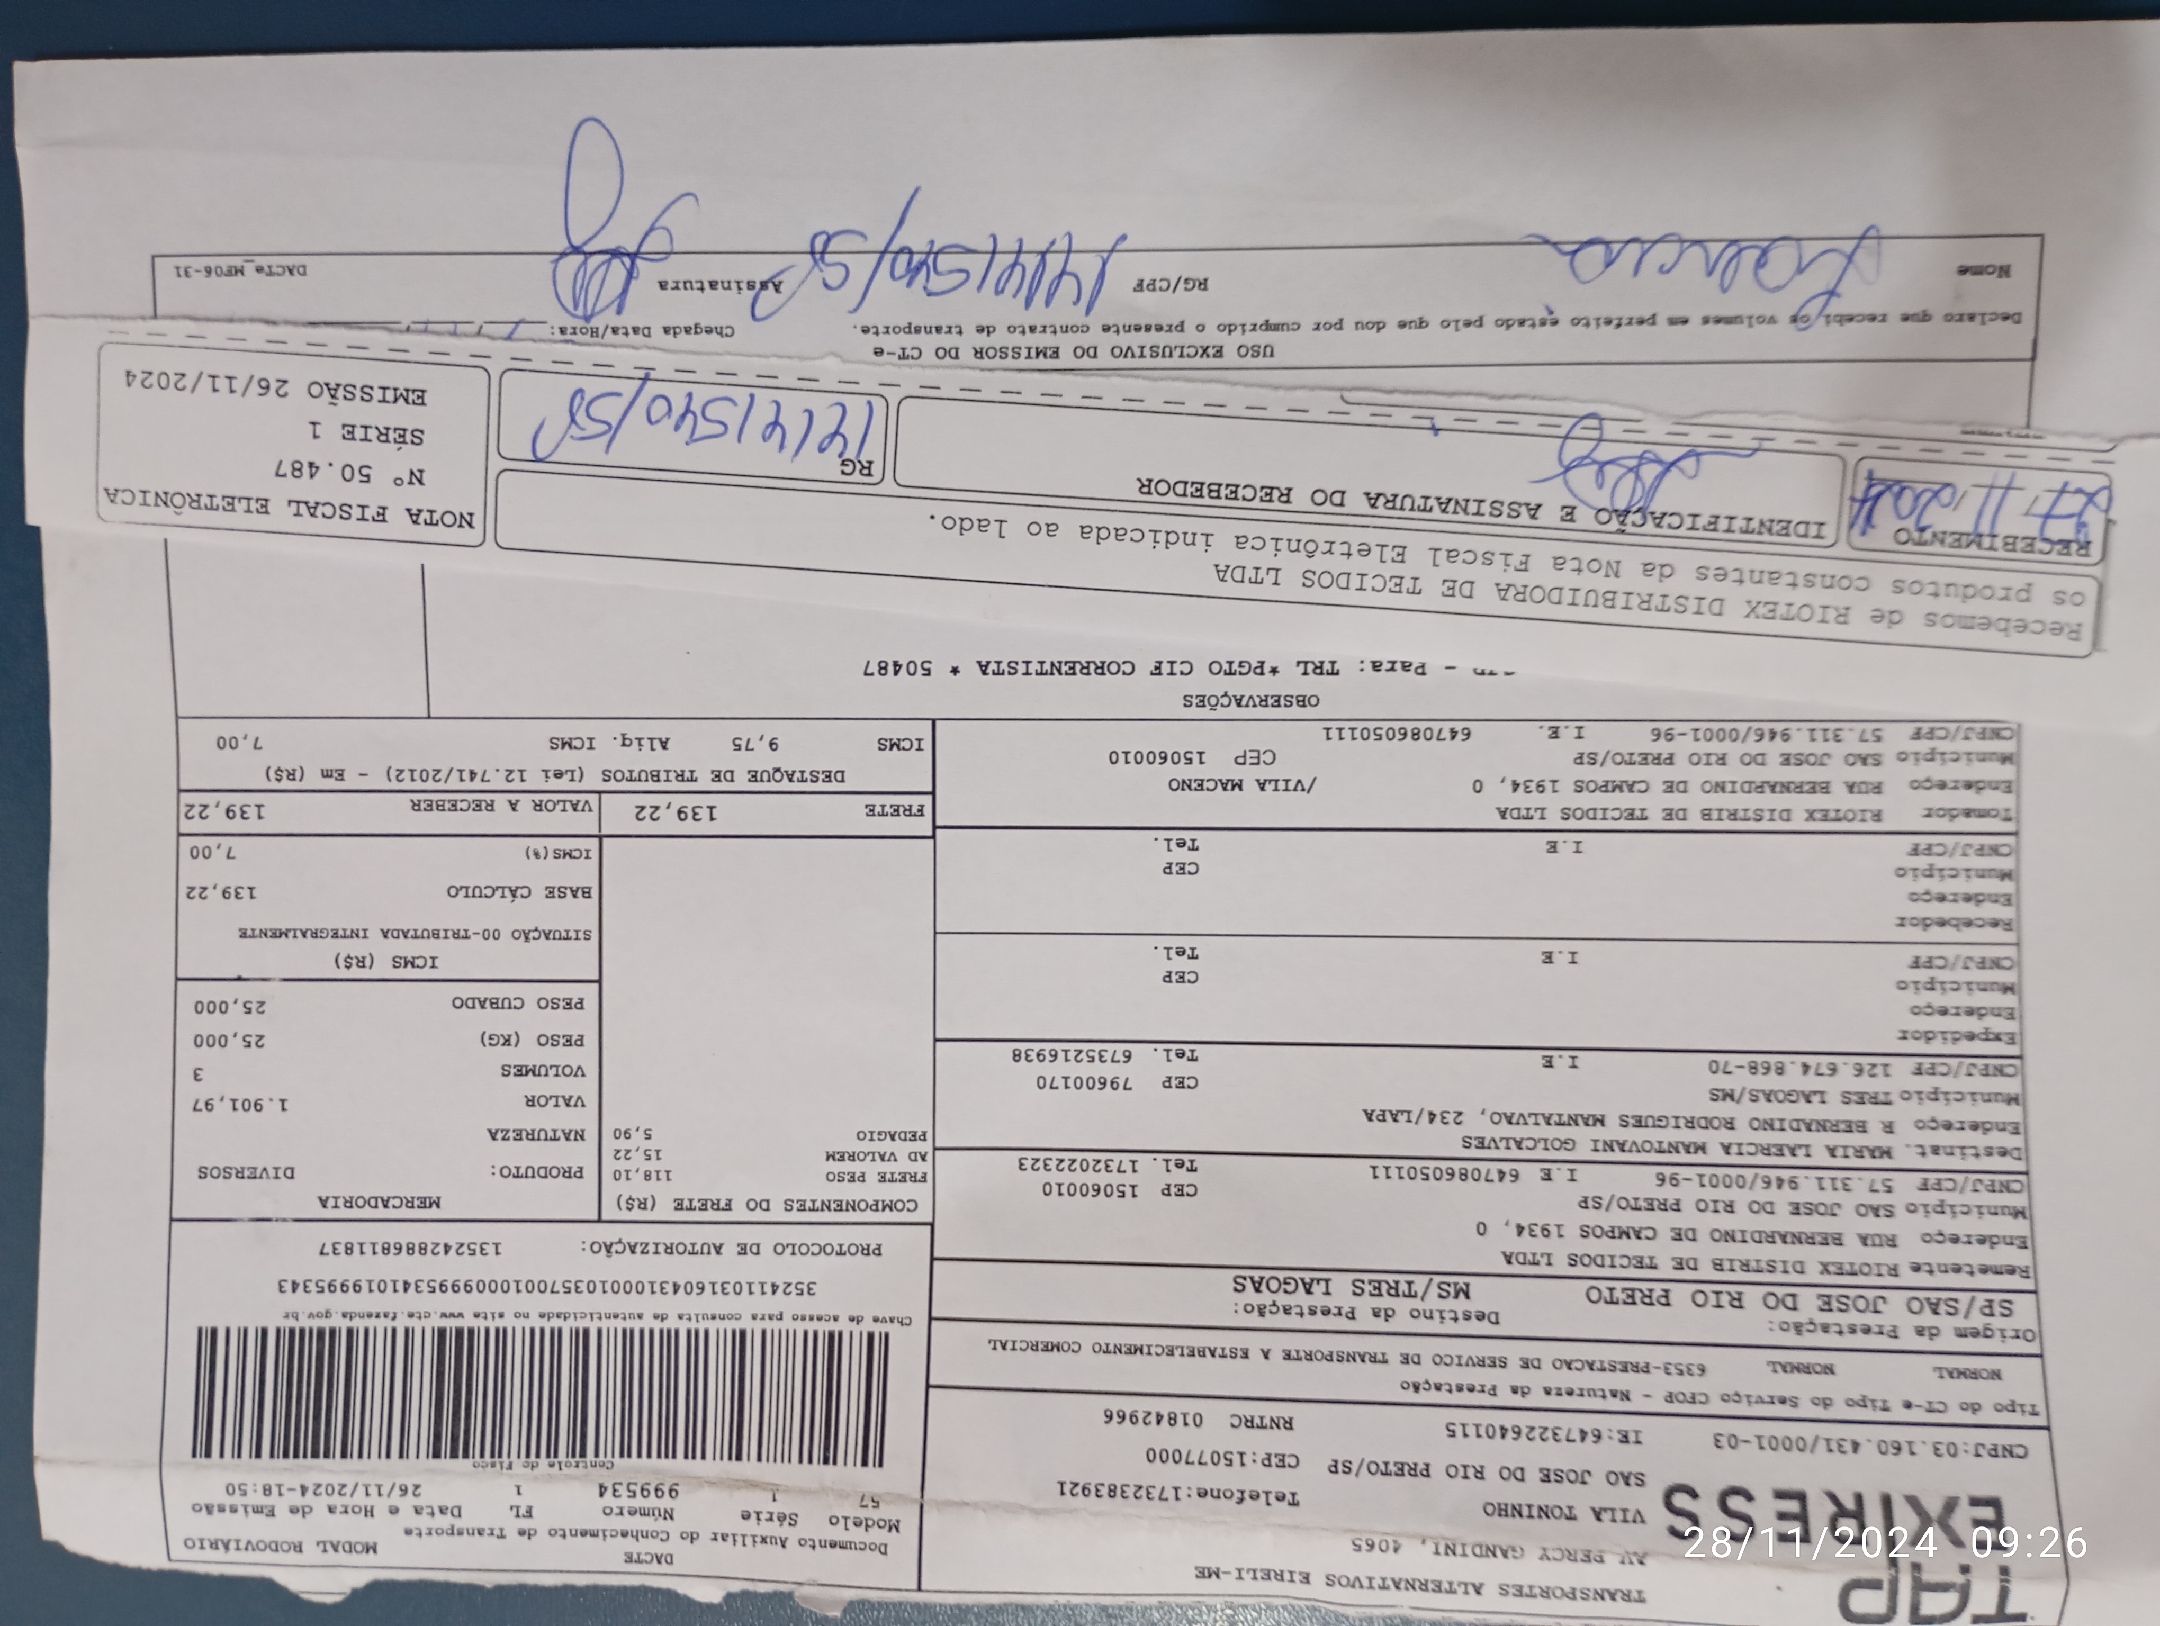 TAP
EXIRESS
TRANSPORTES ALTERNATIVOS EIRELI-ME
AV PERCY GANDINI, 4065
VILA TONINHO Telefone:1732383921
SAO JOSE DO RIO PRETO/SP CEP:15077000
CNPJ:03.160.431/0001-03 IE:647322640115 RNTRC 01842966
DACTE MODAL RODOVIÁRIO
Documento Auxiliar do Conhecimento de Transporte
Modelo Série Número FL Data e Hora de Emissão
57 1 999534 1 26/11/2024-18:50
Controle do Fisco
Chave de acesso para consulta de autenticidade no site www.cte.fazenda.gov.br
35241103160431000103570010009995341019995343
PROTOCOLO DE AUTORIZAÇÃO: 135242886811837
Tipo do CT-e Tipo do Serviço CFOP - Natureza da Prestação
NORMAL NORMAL 6353-PRESTACAO DE SERVICO DE TRANSPORTE A ESTABELECIMENTO COMERCIAL
Origem da Prestação: Destino da Prestação:
SP/SAO JOSE DO RIO PRETO MS/TRES LAGOAS
Remetente RIOTEX DISTRIB DE TECIDOS LTDA
Endereço RUA BERNARDINO DE CAMPOS 1934, 0
Município SAO JOSE DO RIO PRETO/SP CEP 15060010
CNPJ/CPF 57.311.946/0001-96 I.E 647086050111 Tel. 1732022323
Destinat. MARIA LAERCIA MANTOVANI GOLCALVES
Endereço R BERNADINO RODRIGUES MANTALVAO, 234/LAPA
Município TRES LAGOAS/MS CEP 79600170
CNPJ/CPF 126.674.868-70 I.E Tel. 6735216938
Expedidor
Endereço
Município CEP
CNPJ/CPF I.E Tel.
Recebedor
Endereço
Município CEP
CNPJ/CPF I.E Tel.
Tomador RIOTEX DISTRIB DE TECIDOS LTDA
Endereço RUA BERNARDINO DE CAMPOS 1934, 0 /VILA MACENO
Município SAO JOSE DO RIO PRETO/SP CEP 15060010
CNPJ/CPF 57.311.946/0001-96 I.E. 647086050111
COMPONENTES DO FRETE (R$)
FRETE PESO 118,10
AD VALOREM 15,22
PEDAGIO 5,90
MERCADORIA
PRODUTO: DIVERSOS
NATUREZA
VALOR 1.901,97
VOLUMES 3
PESO (KG) 25,000
PESO CUBADO 25,000
ICMS (R$)
SITUAÇÃO 00-TRIBUTADA INTEGRALMENTE
BASE CÁLCULO 139,22
ICMS(%) 7,00
FRETE 139,22 VALOR A RECEBER 139,22
DESTAQUE DE TRIBUTOS (Lei 12.741/2012) - Em (R$)
ICMS 9,75 Aliq. ICMS 7,00
OBSERVAÇÕES
- Para: TRL *PGTO CIF CORRENTISTA * 50487
Recebemos de RIOTEX DISTRIBUIDORA DE TECIDOS LTDA
os produtos constantes da Nota Fiscal Eletrônica indicada ao lado.
RECEBIMENTO IDENTIFICAÇÃO E ASSINATURA DO RECEBEDOR RG
NOTA FISCAL ELETRÔNICA
Nº 50.487
SÉRIE 1
EMISSÃO 26/11/2024
USO EXCLUSIVO DO EMISSOR DO CT-e
Declaro que recebi os volumes em perfeito estado pelo que dou por cumprido o presente contrato de transporte. Chegada Data/Hora:
Nome RG/CPF Assinatura DACTe_MF06-31
28/11/2024 09:26